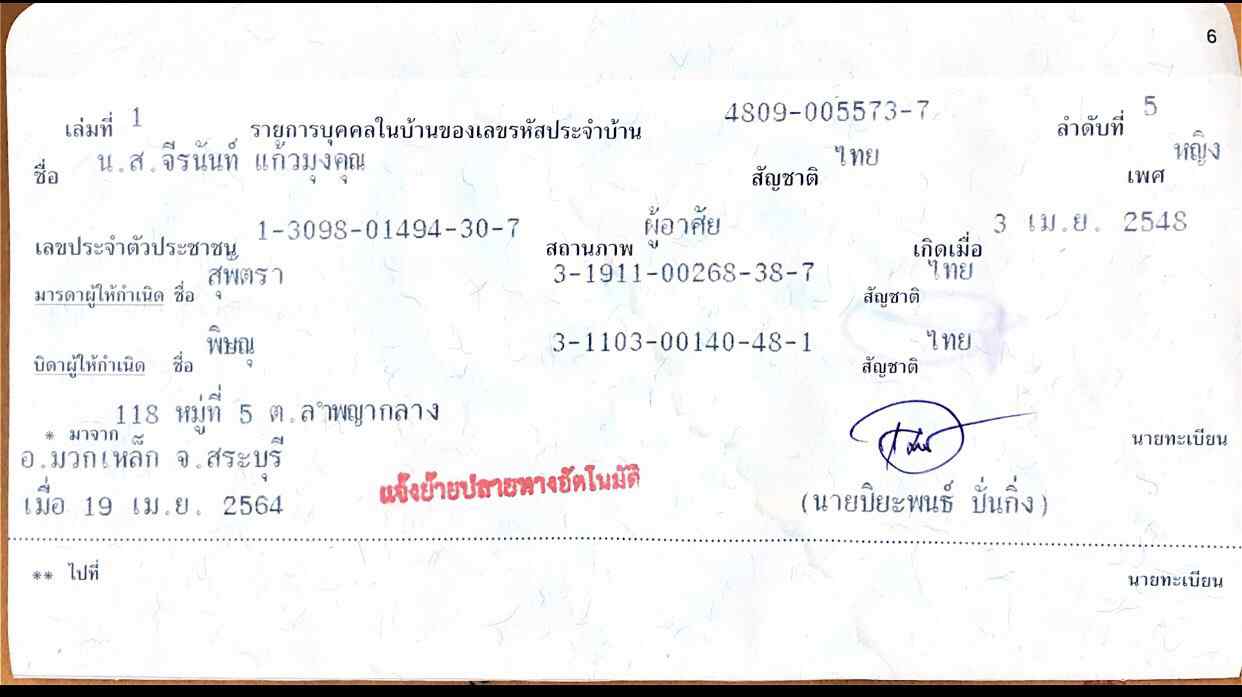 6
เล่มที่ 1 รายการบุคคลในบ้านของเลขรหัสประจำบ้าน 4809-005573-7 ลำดับที่ 5
ชื่อ น.ส.จีรนันท์ แก้วมุงคุณ สัญชาติ ไทย เพศ หญิง
เลขประจำตัวประชาชน 1-3098-01494-30-7 สถานภาพ ผู้อาศัย เกิดเมื่อ 3 เม.ย. 2548
มารดาผู้ให้กำเนิด ชื่อ สุพัตรา 3-1911-00268-38-7 สัญชาติ ไทย
บิดาผู้ให้กำเนิด ชื่อ พิษณุ 3-1103-00140-48-1 สัญชาติ ไทย
* มาจาก 118 หมู่ที่ 5 ต.ลำพญากลาง นายทะเบียน
อ.มวกเหล็ก จ.สระบุรี
แจ้งย้ายปลายทางอัตโนมัติ
เมื่อ 19 เม.ย. 2564 (นายปิยะพนธ์ ปั่นกิ่ง)
** ไปที่ นายทะเบียน